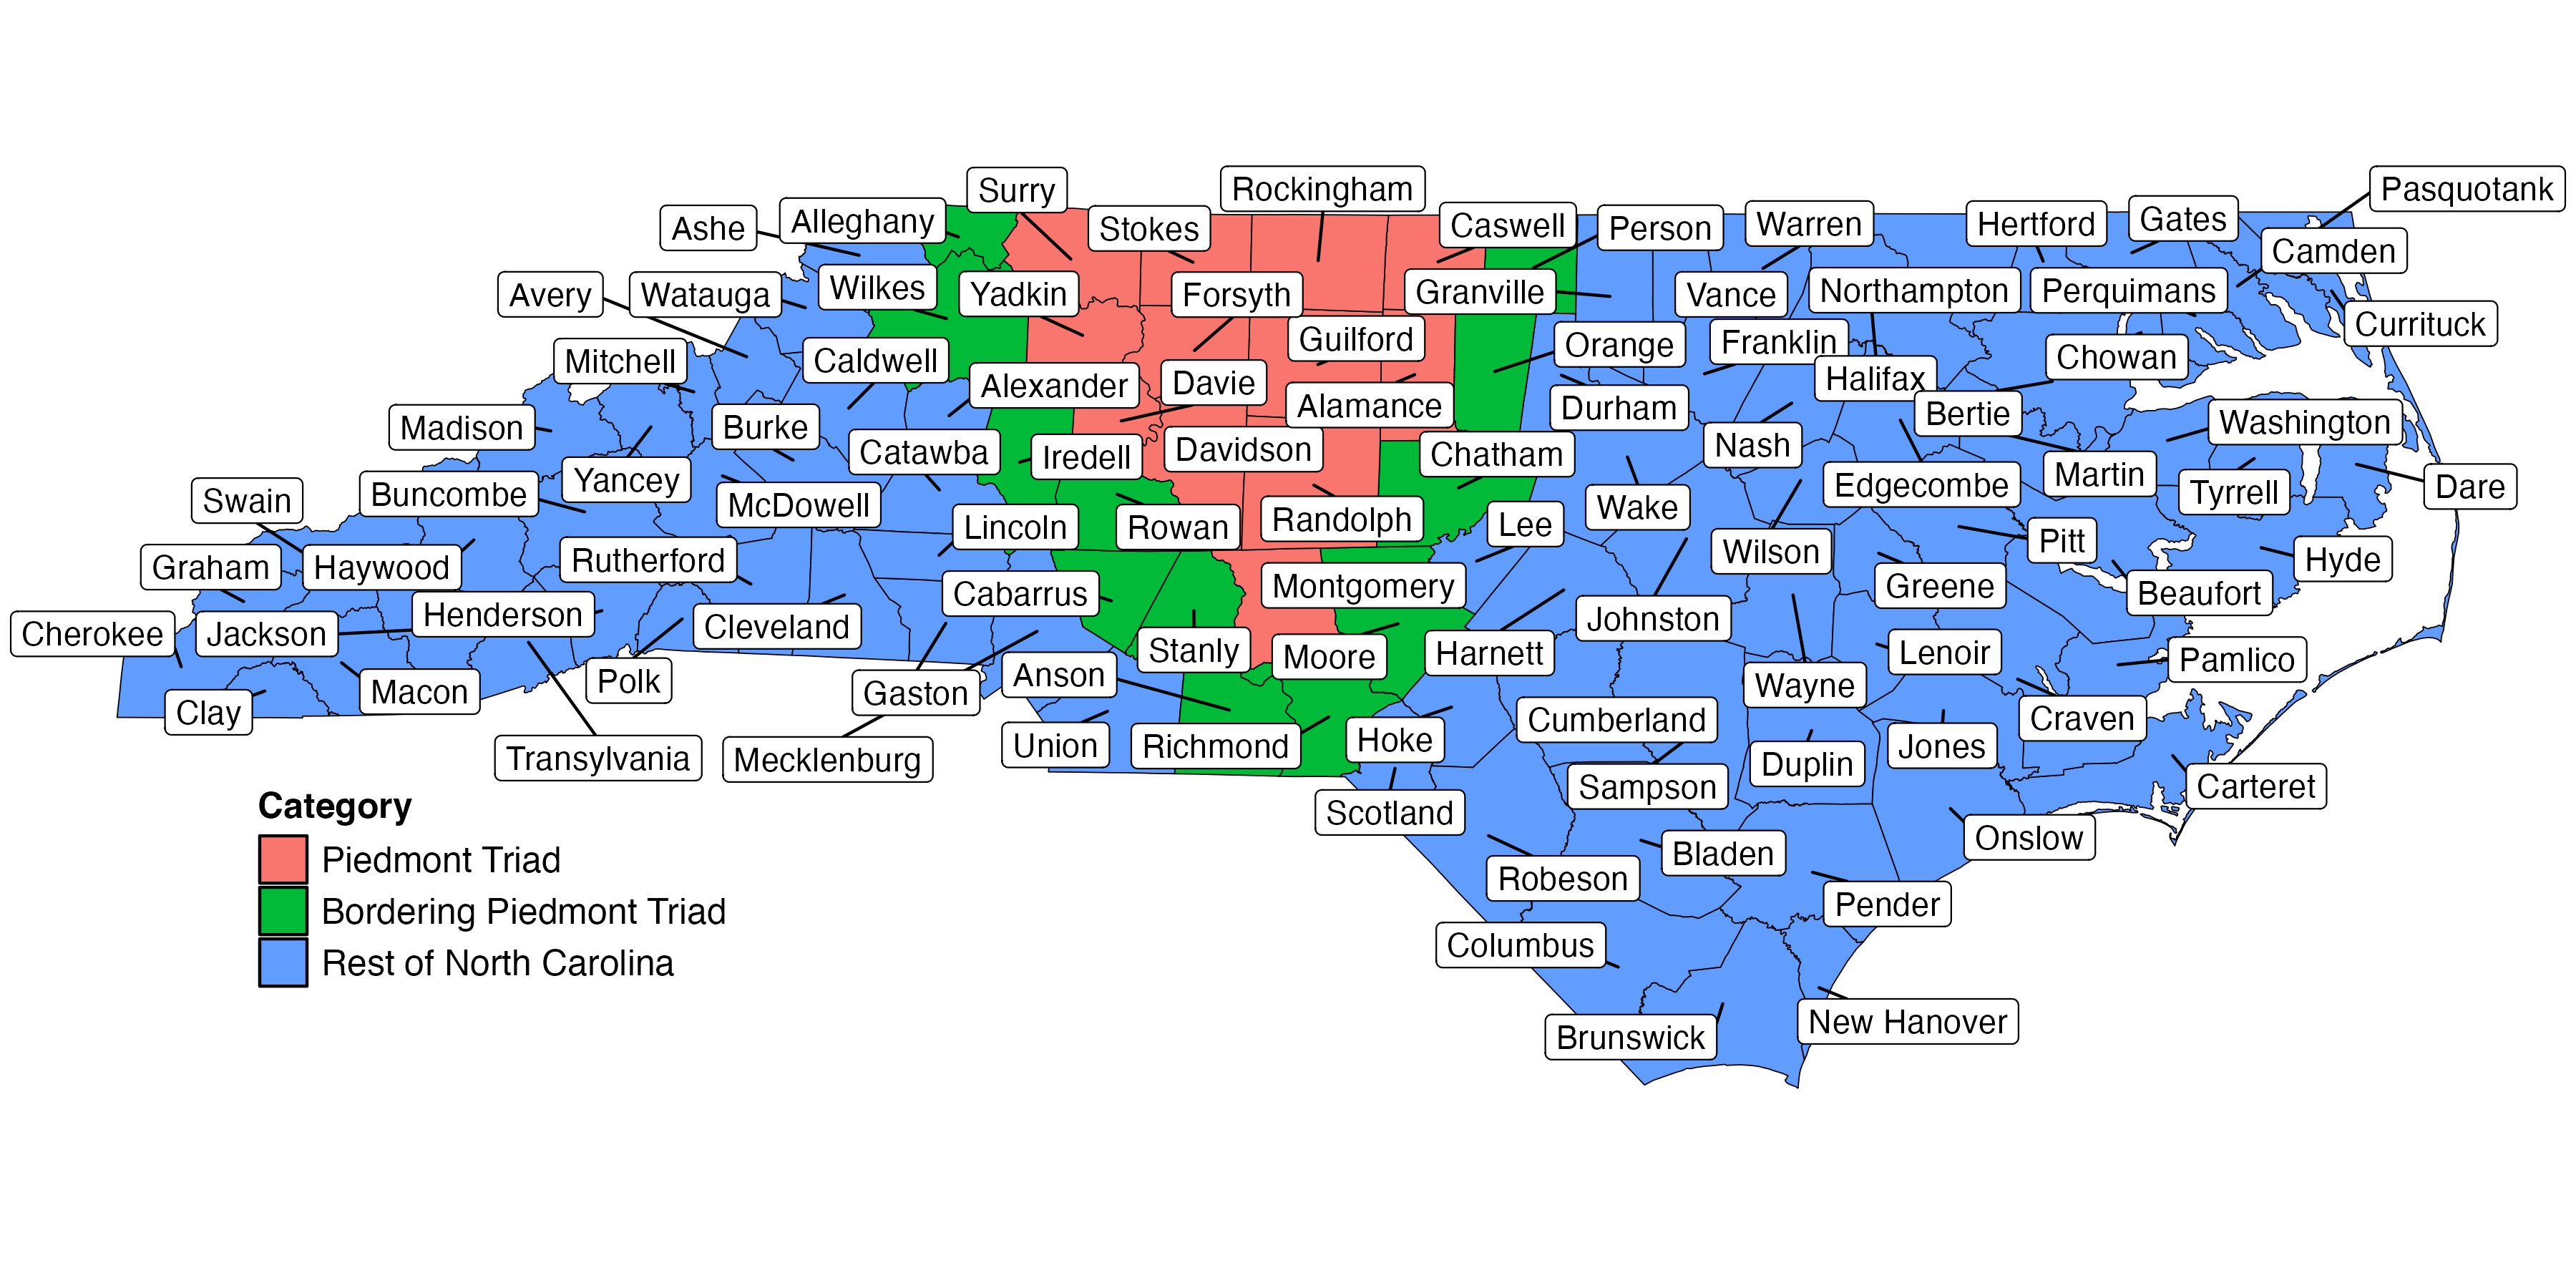 Surry
Rockingham
Pasquotank
Ashe
Alleghany
Stokes
Caswell
Person
Warren
Hertford
Gates
Camden
Avery
Watauga
Wilkes
Yadkin
Forsyth
Granville
Vance
Northampton
Perquimans
Currituck
Mitchell
Caldwell
Guilford
Orange
Franklin
Chowan
Alexander
Davie
Halifax
Madison
Burke
Alamance
Durham
Bertie
Washington
Catawba
Iredell
Davidson
Chatham
Nash
Swain
Buncombe
Yancey
McDowell
Edgecombe
Martin
Tyrrell
Dare
Lincoln
Rowan
Randolph
Lee
Wake
Graham
Haywood
Rutherford
Wilson
Pitt
Hyde
Cherokee
Jackson
Henderson
Cleveland
Cabarrus
Montgomery
Johnston
Greene
Beaufort
Clay
Macon
Polk
Gaston
Anson
Stanly
Moore
Harnett
Wayne
Lenoir
Pamlico
Transylvania
Mecklenburg
Union
Richmond
Hoke
Cumberland
Duplin
Jones
Craven
Scotland
Sampson
Carteret
Category
Piedmont Triad
Bordering Piedmont Triad
Rest of North Carolina
Robeson
Bladen
Onslow
Columbus
Pender
Brunswick
New Hanover